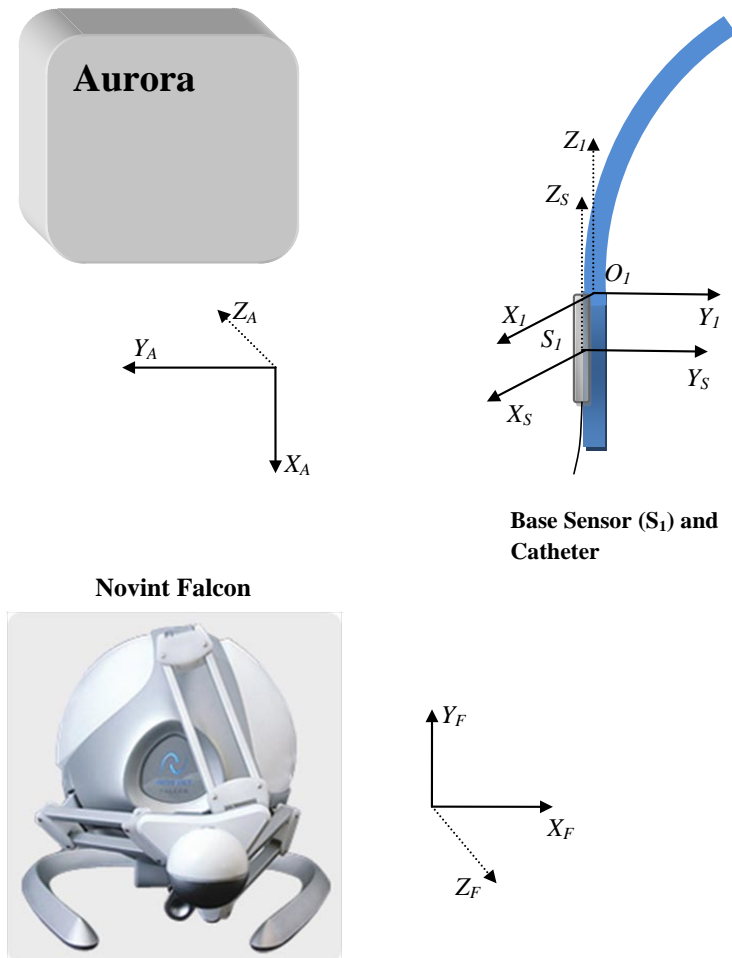 Aurora
Z1
ZS
O1
X1
Y1
S1
YS
XS
ZA
YA
XA
Base Sensor (S1) and
Catheter
Novint Falcon
YF
XF
ZF